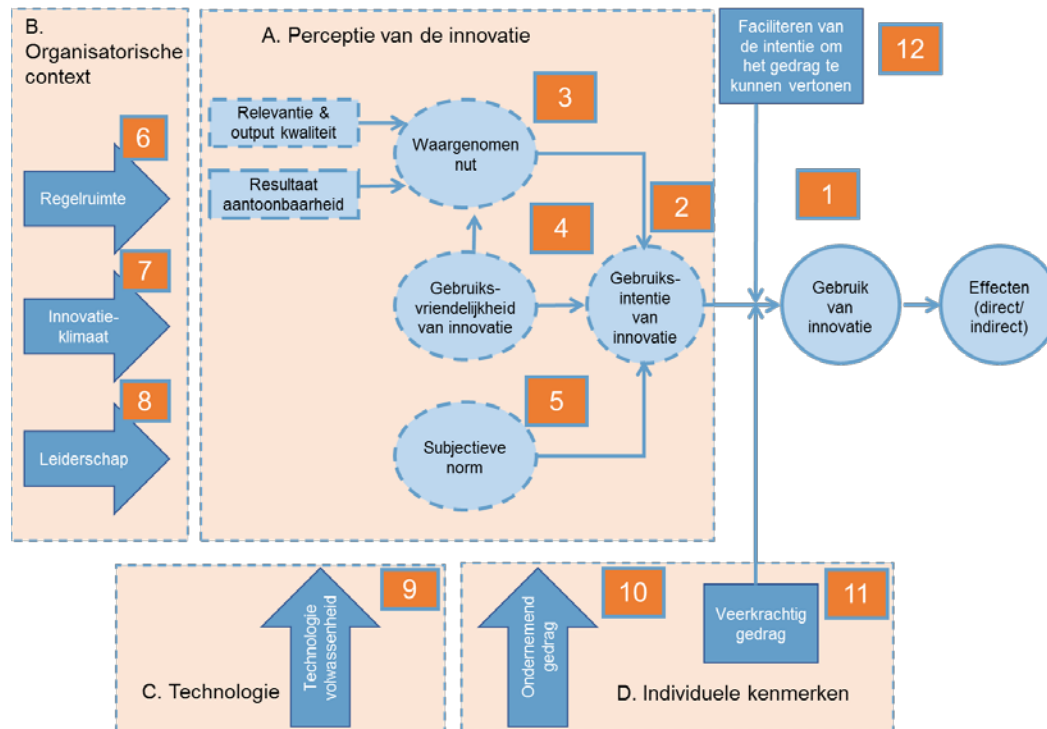 B.
Organisatorische
context
6
Regelruimte
7
Innovatie-
klimaat
8
Leiderschap
A. Perceptie van de innovatie
Relevantie &
output kwaliteit
Resultaat
aantoonbaarheid
3
Waargenomen
nut
4
Gebruiks-
vriendelijkheid
van innovatie
2
Gebruiks-
intentie
van
innovatie
5
Subjectieve
norm
Faciliteren van
de intentie om
het gedrag te
kunnen vertonen
12
1
Gebruik
van
innovatie
Effecten
(direct/
indirect)
9
Technologie
volwassenheid
C. Technologie
10
Ondernemend
gedrag
11
Veerkrachtig
gedrag
D. Individuele kenmerken